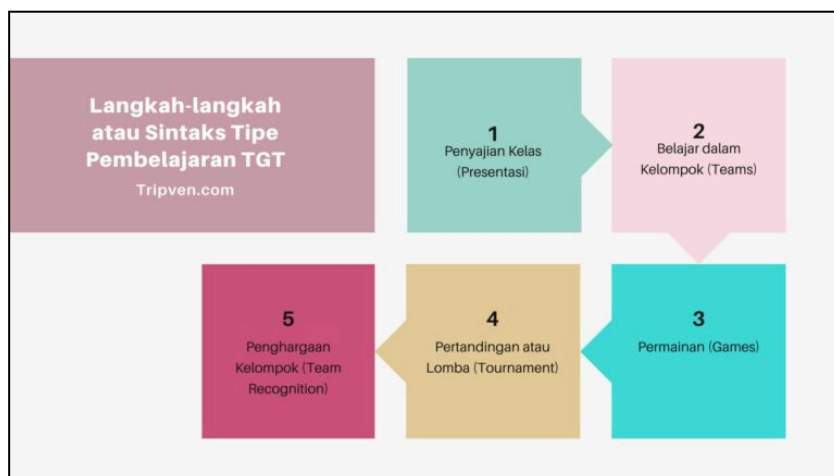 Langkah-langkah
atau Sintaks Tipe
Pembelajaran TGT
Tripven.com
1
Penyajian Kelas
(Presentasi)
2
Belajar dalam
Kelompok (Teams)
3
Permainan (Games)
4
Pertandingan atau
Lomba (Tournament)
5
Penghargaan
Kelompok (Team
Recognition)